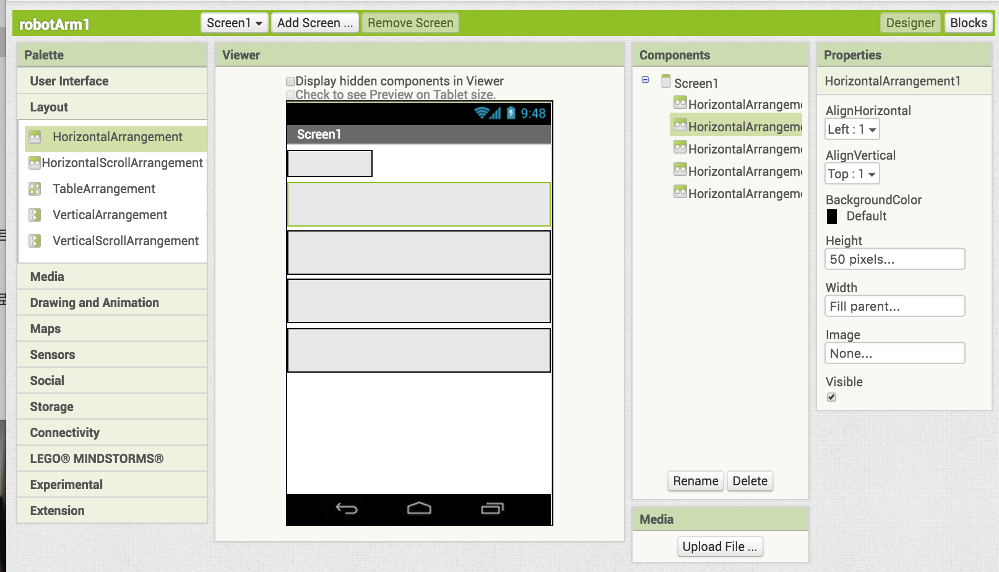 robotArm1
Screen1
Add Screen ...
Remove Screen
Designer
Blocks
Palette
User Interface
Layout
HorizontalArrangement
HorizontalScrollArrangement
TableArrangement
VerticalArrangement
VerticalScrollArrangement
Media
Drawing and Animation
Maps
Sensors
Social
Storage
Connectivity
LEGO® MINDSTORMS®
Experimental
Extension
Viewer
Display hidden components in Viewer
Check to see Preview on Tablet size.
9:48
Screen1
Components
Screen1
HorizontalArrangem
HorizontalArrangem
HorizontalArrangem
HorizontalArrangem
HorizontalArrangem
Rename
Delete
Media
Upload File ...
Properties
HorizontalArrangement1
AlignHorizontal
Left : 1
AlignVertical
Top : 1
BackgroundColor
Default
Height
50 pixels...
Width
Fill parent...
Image
None...
Visible